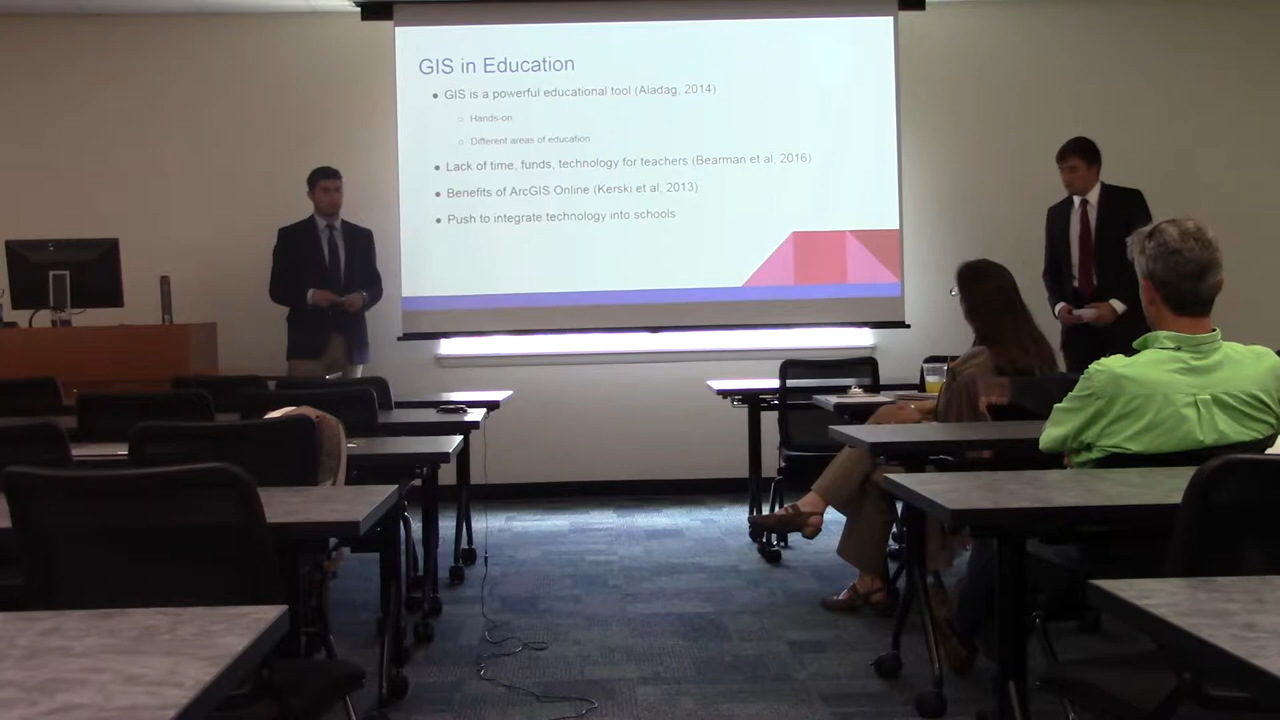 GIS in Education
● GIS is a powerful educational tool (Aladag, 2014)
○ Hands-on
○ Different areas of education
● Lack of time, funds, technology for teachers (Bearman et al, 2016)
● Benefits of ArcGIS Online (Kerski et al. 2013)
● Push to integrate technology into schools